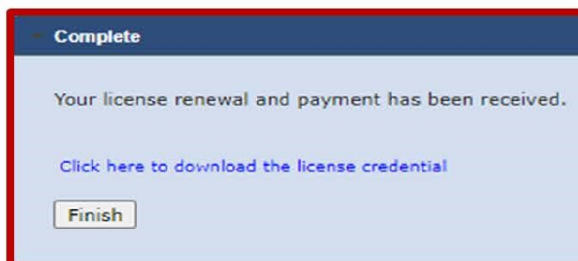 Complete
Your license renewal and payment has been received.
Click here to download the license credential
Finish